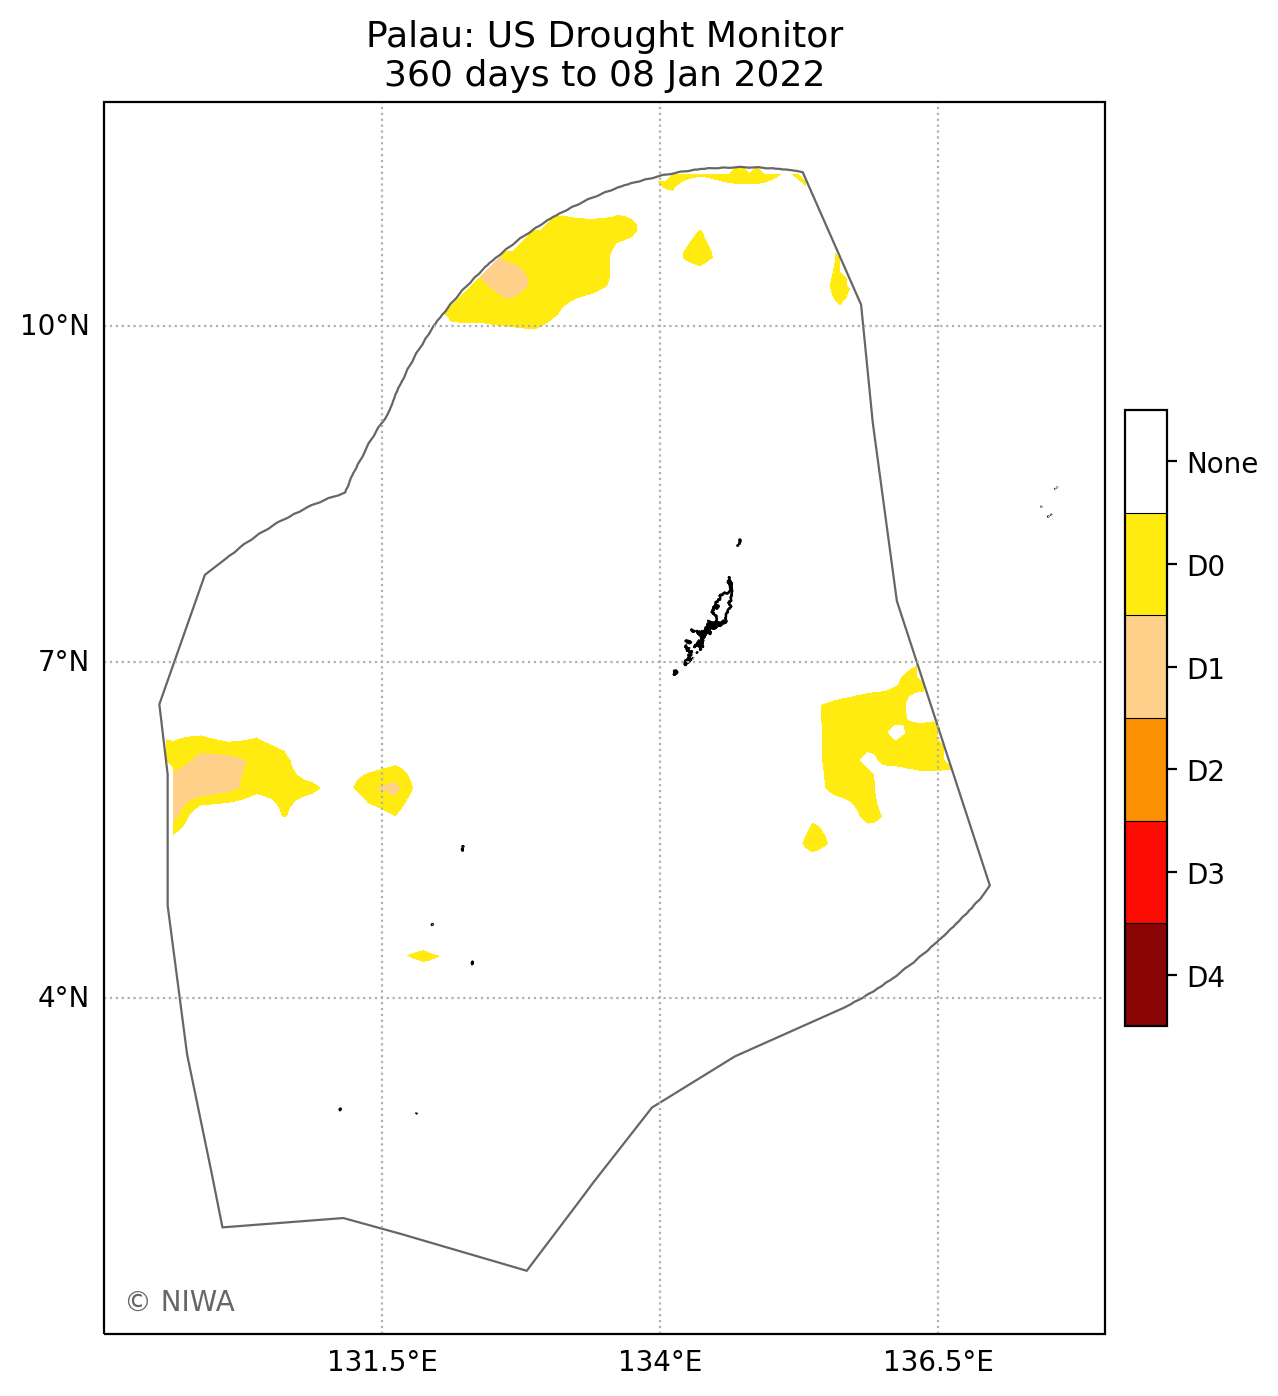 Palau: US Drought Monitor
360 days to 08 Jan 2022
10°N
7°N
4°N
131.5°E
134°E
136.5°E
None
D0
D1
D2
D3
D4
© NIWA